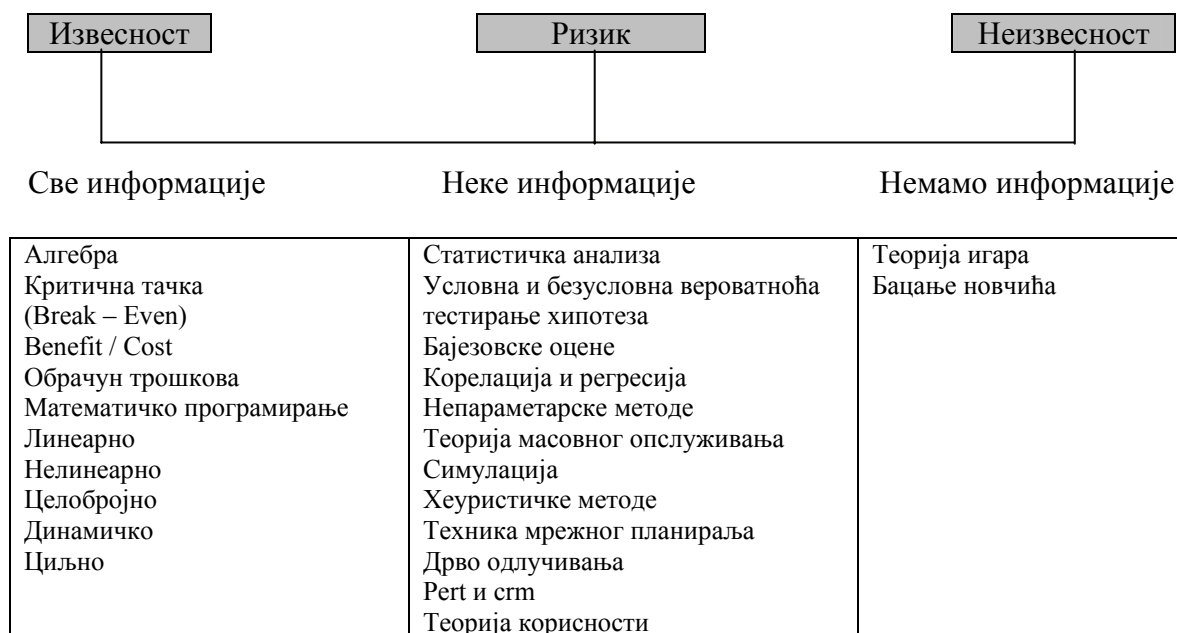 Извесност
Ризик
Неизвесност
Све информације
Неке информације
Немамо информације
Алгебра
Критична тачка
(Break – Even)
Benefit / Cost
Обрачун трошкова
Математичко програмирање
Линеарно
Нелинеарно
Целобројно
Динамичко
Циљно
Статистичка анализа
Условна и безусловна вероватноћа
тестирање хипотеза
Бајезовске оцене
Корелација и регресија
Непараметарске методе
Теорија масовног опслуживања
Симулација
Хеуристичке методе
Техника мрежног планираља
Дрво одлучивања
Pert и crm
Теорија корисности
Теорија игара
Бацање новчића